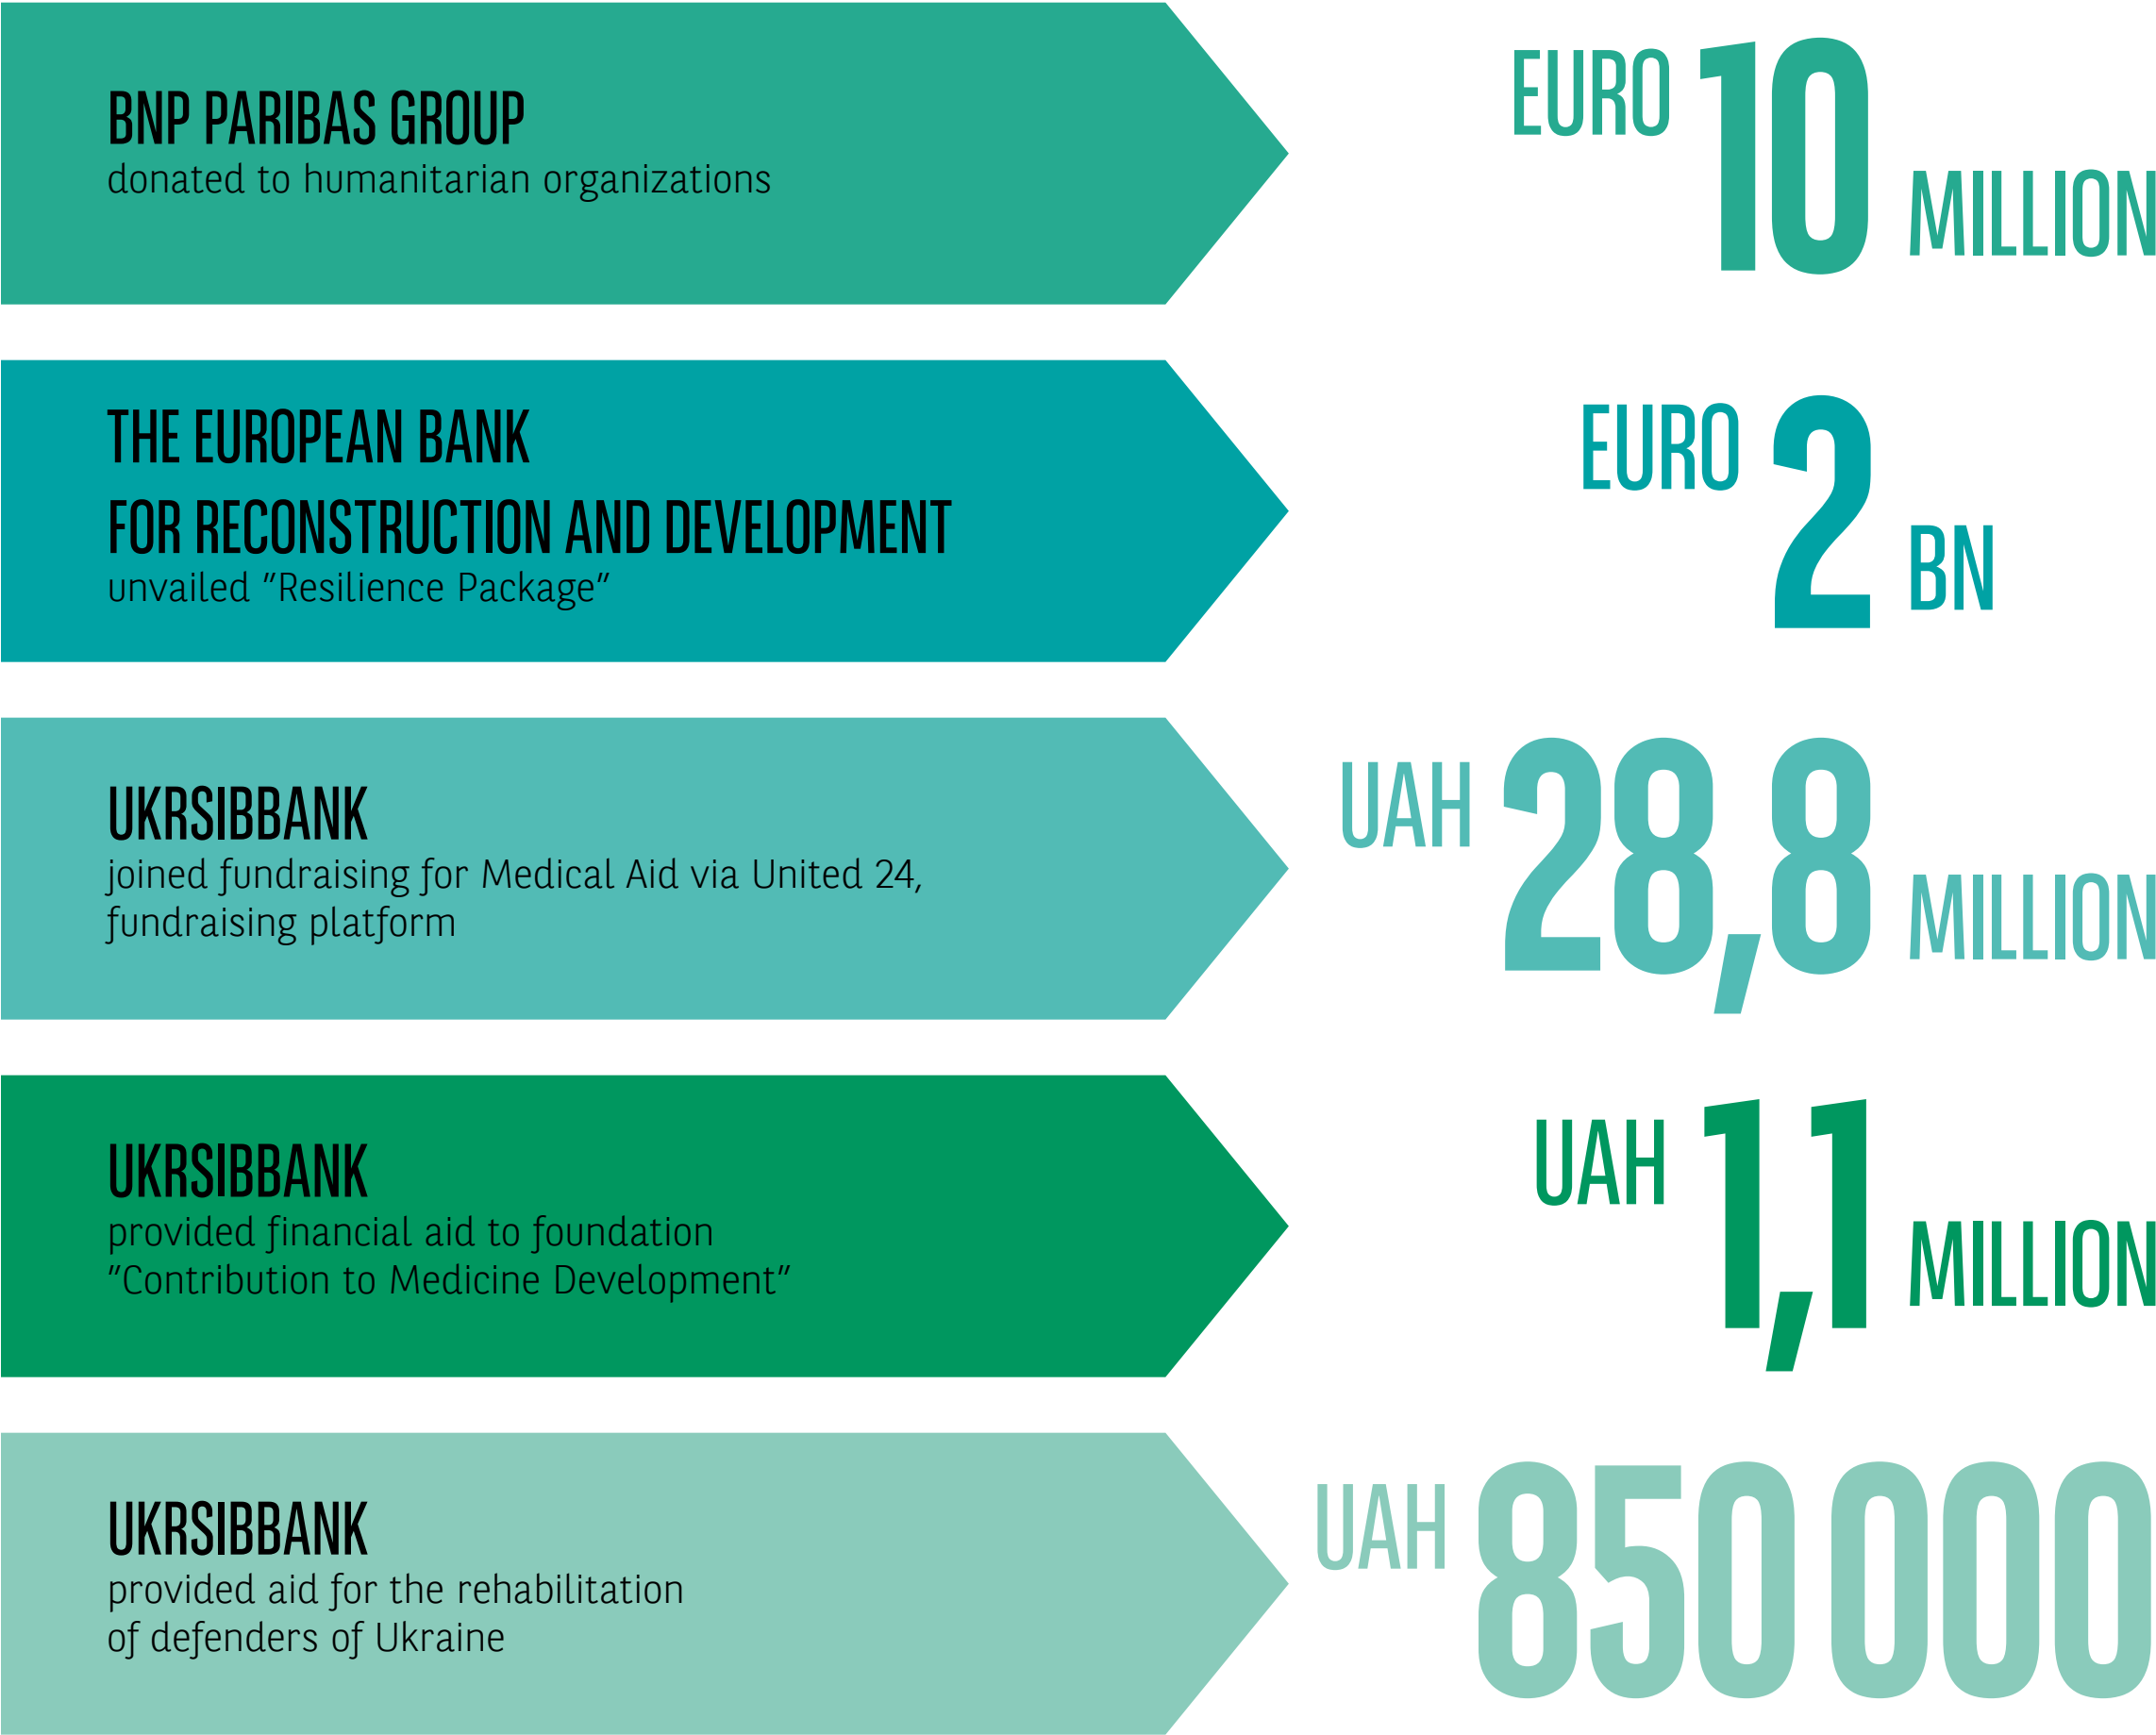 BNP PARIBAS GROUP
donated to humanitarian organizations
EURO 10 MILLION
THE EUROPEAN BANK
FOR RECONSTRUCTION AND DEVELOPMENT
unvailed "Resilience Package"
EURO 2 BN
UKRSIBBANK
joined fundraising for Medical Aid via United 24,
fundraising platform
UAH 28,8 MILLION
UKRSIBBANK
provided financial aid to foundation
"Contribution to Medicine Development"
UAH 1,1 MILLION
UKRSIBBANK
provided aid for the rehabilitation
of defenders of Ukraine
UAH 850 000